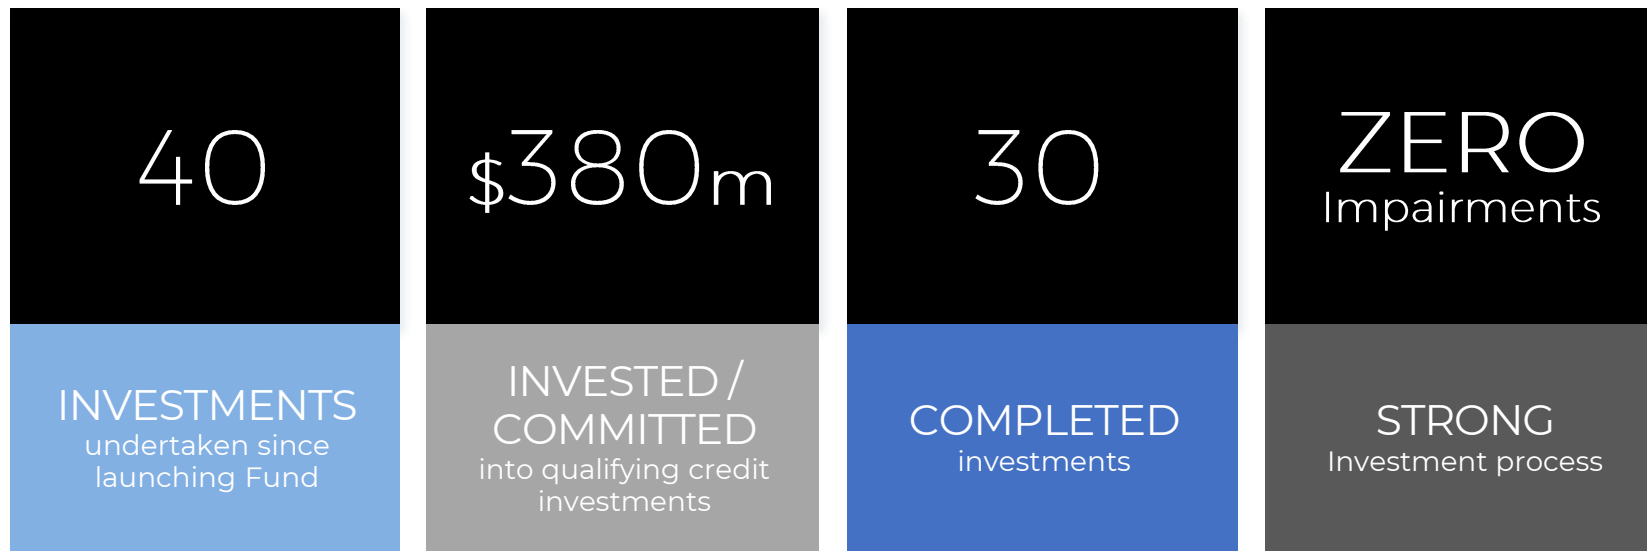 40
INVESTMENTS
undertaken since
launching Fund
$380m
INVESTED /
COMMITTED
into qualifying credit
investments
30
COMPLETED
investments
ZERO
Impairments
STRONG
Investment process